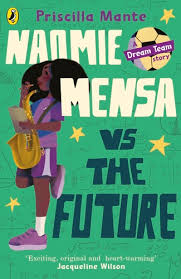 Priscilla Mante
NAOMIE
Dream Team
story
MENSA
VS
THE
FUTURE
'Exciting, original and heart-warming'
Jacqueline Wilson